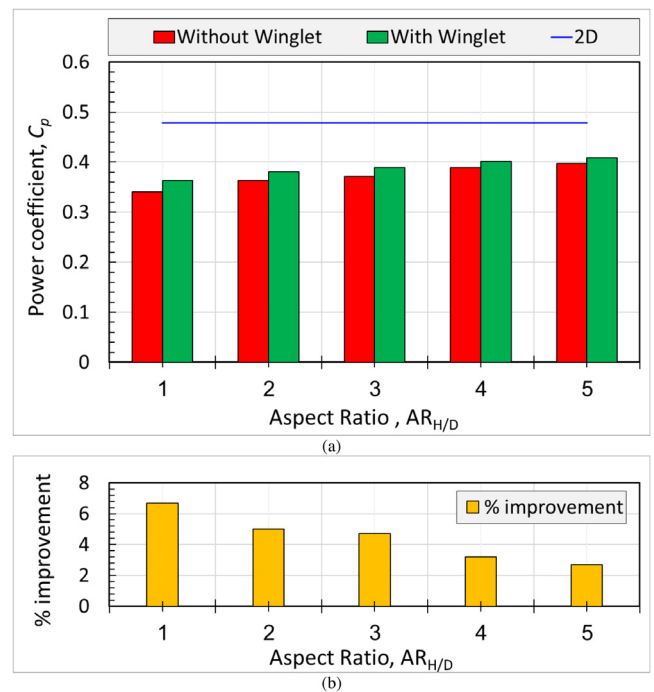 Without Winglet With Winglet 2D
0.6
0.5
0.4
0.3
0.2
0.1
0
Power coefficient, Cp
1 2 3 4 5
Aspect Ratio , ARH/D
(a)
8
6
4
2
0
% improvement
% improvement
1 2 3 4 5
Aspect Ratio, ARH/D
(b)